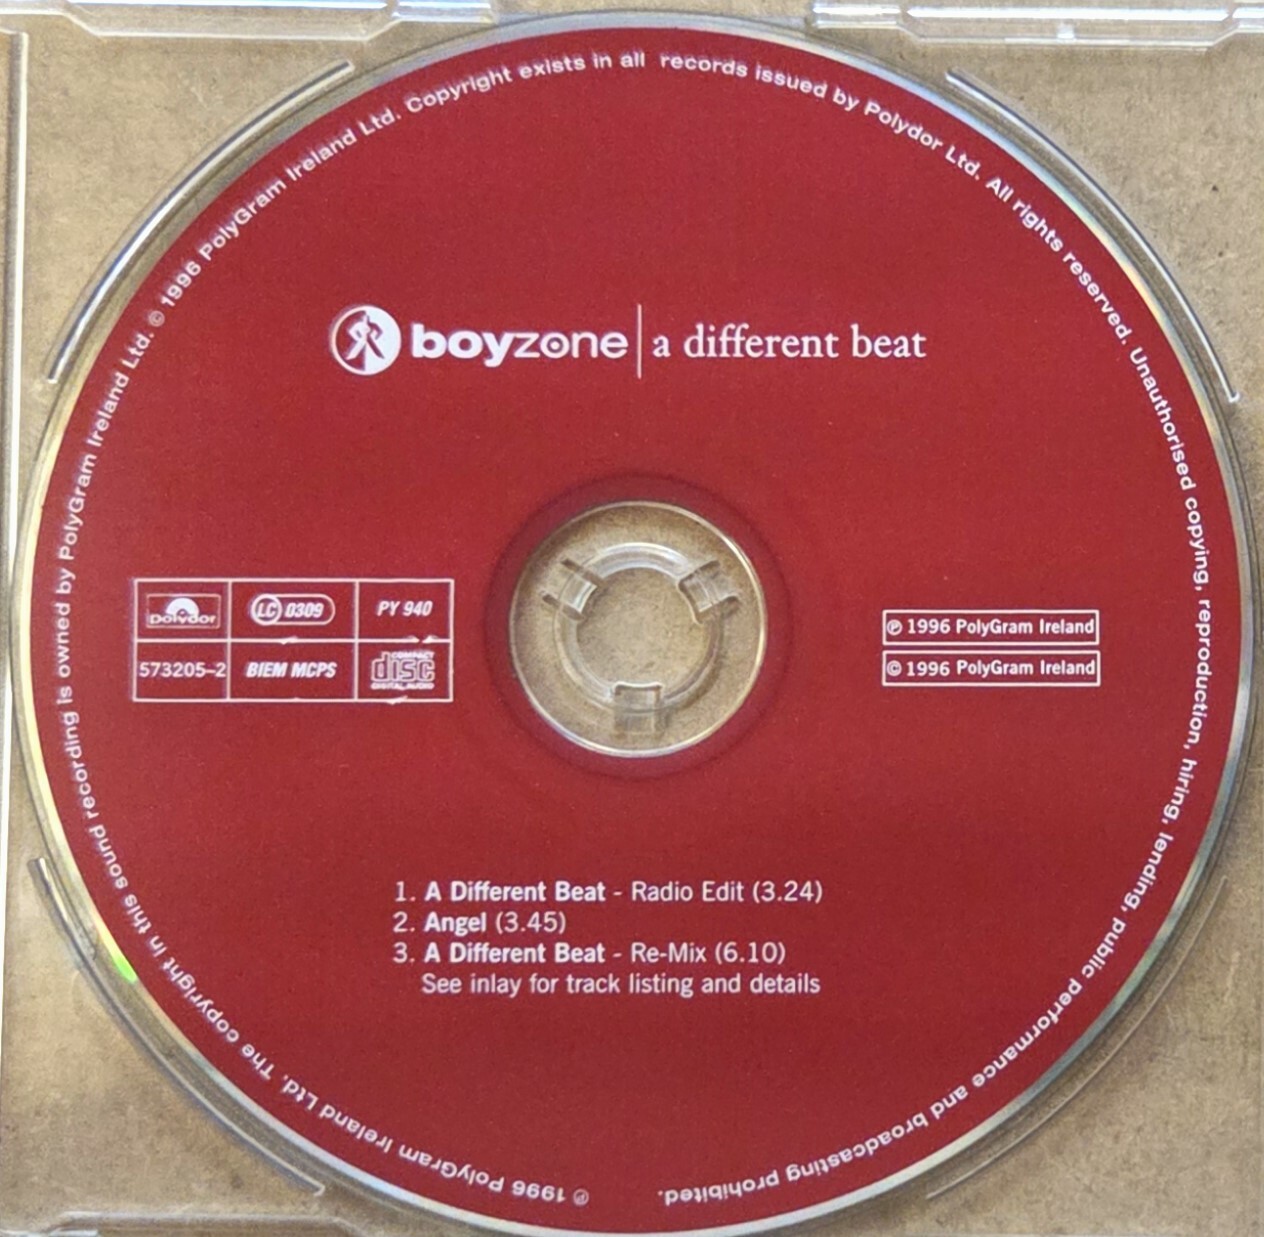 ℗ 1996 PolyGram Ireland Ltd. The copyright in this sound recording is owned by PolyGram Ireland Ltd. © 1996 PolyGram Ireland Ltd. Copyright exists in all records issued by Polydor Ltd. All rights reserved. Unauthorised copying, reproduction, hiring, lending, public performance and broadcasting prohibited.
boyzone | a different beat
polydor
LC 0309
PY 940
573205-2
BIEM MCPS
COMPACT
disc
DIGITAL AUDIO
℗ 1996 PolyGram Ireland
© 1996 PolyGram Ireland
1. A Different Beat - Radio Edit (3.24)
2. Angel (3.45)
3. A Different Beat - Re-Mix (6.10)
See inlay for track listing and details